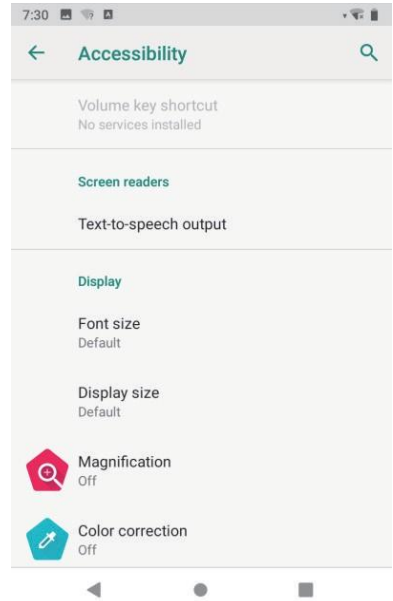 7:30
Accessibility
Volume key shortcut
No services installed
Screen readers
Text-to-speech output
Display
Font size
Default
Display size
Default
Magnification
Off
Color correction
Off